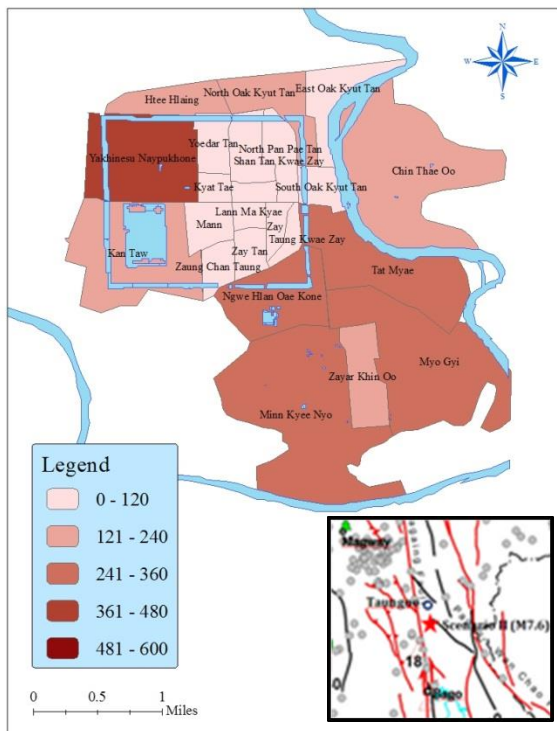 N
W E
S
Htee Hlaing
North Oak Kyut Tan
East Oak Kyut Tan
Yoedar Tan
North Pan Pae Tan
Shan Tan Kwae Zay
Yakhinesu Naypukhone
Chin Thae Oo
Kyat Tae
South Oak Kyut Tan
Lann Ma Kyae
Mann
Zay
Taung Kwae Zay
Kan Taw
Zay Tan
Zaung Chan Taung
Tat Myae
Ngwe Hlan Oae Kone
Zayar Khin Oo
Myo Gyi
Minn Kyee Nyo
Legend
0 - 120
121 - 240
241 - 360
361 - 480
481 - 600
0 0.5 1
Miles
Magway
Taunguo
Scenario II (M7.6)
18
Bago
0